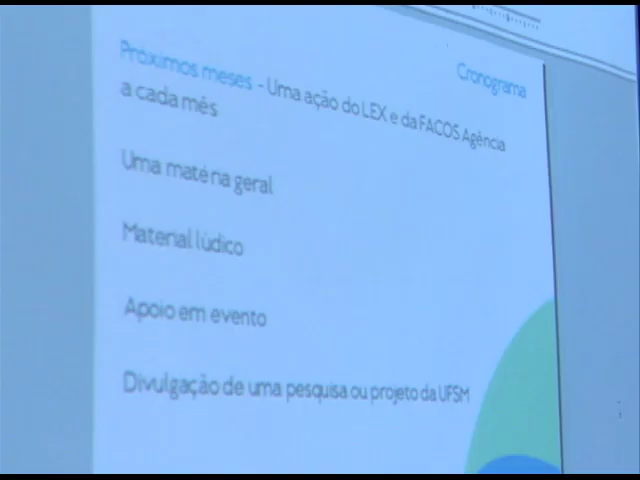 Cronograma
Próximos meses - Uma ação do LEX e da FACOS Agência
a cada mês
Uma matéria geral
Material lúdico
Apoio em evento
Divulgação de uma pesquisa ou projeto da UFSM